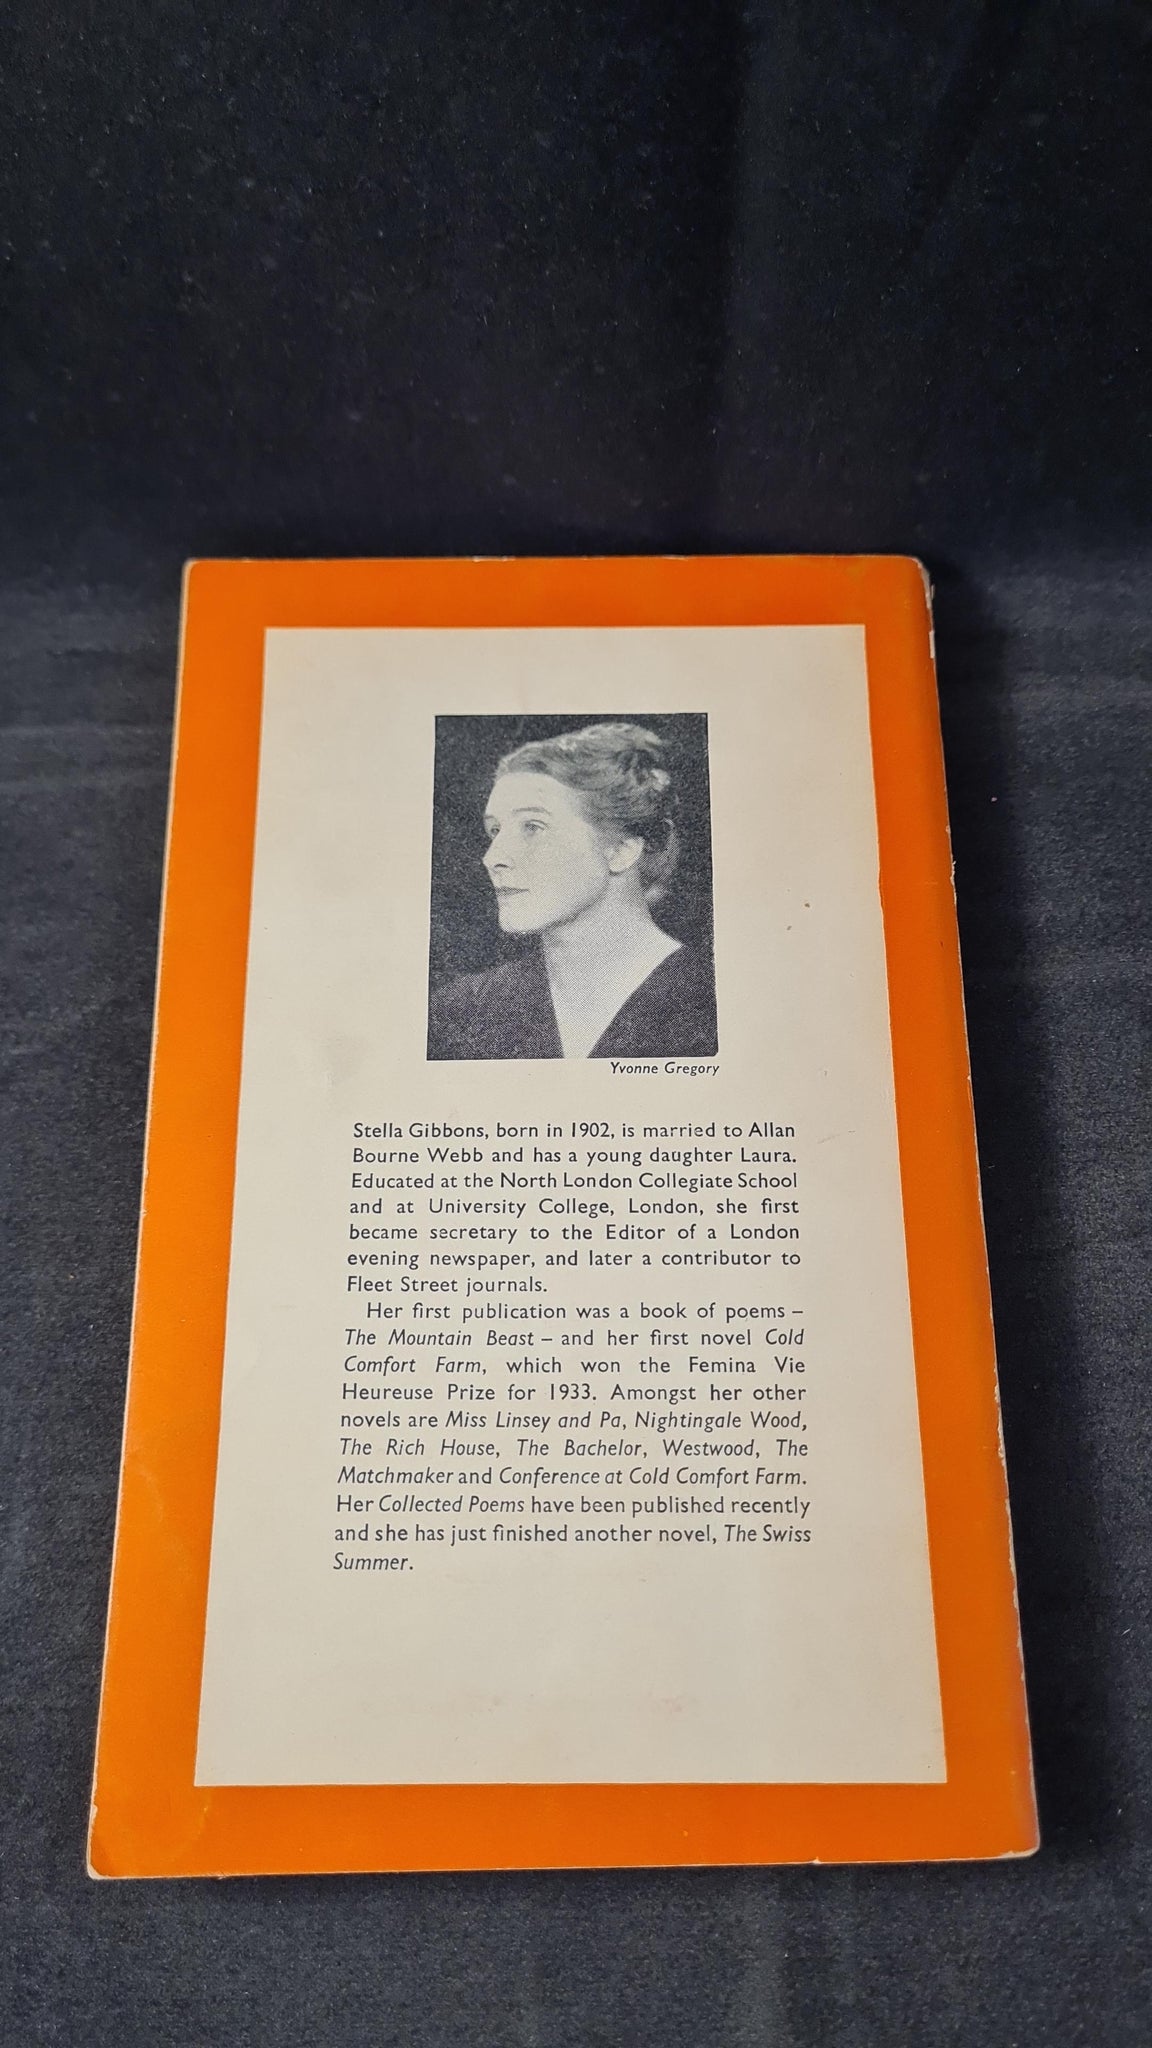 Yvonne Gregory
Stella Gibbons, born in 1902, is married to Allan
Bourne Webb and has a young daughter Laura.
Educated at the North London Collegiate School
and at University College, London, she first
became secretary to the Editor of a London
evening newspaper, and later a contributor to
Fleet Street journals.
Her first publication was a book of poems –
The Mountain Beast – and her first novel Cold
Comfort Farm, which won the Femina Vie
Heureuse Prize for 1933. Amongst her other
novels are Miss Linsey and Pa, Nightingale Wood,
The Rich House, The Bachelor, Westwood, The
Matchmaker and Conference at Cold Comfort Farm.
Her Collected Poems have been published recently
and she has just finished another novel, The Swiss
Summer.